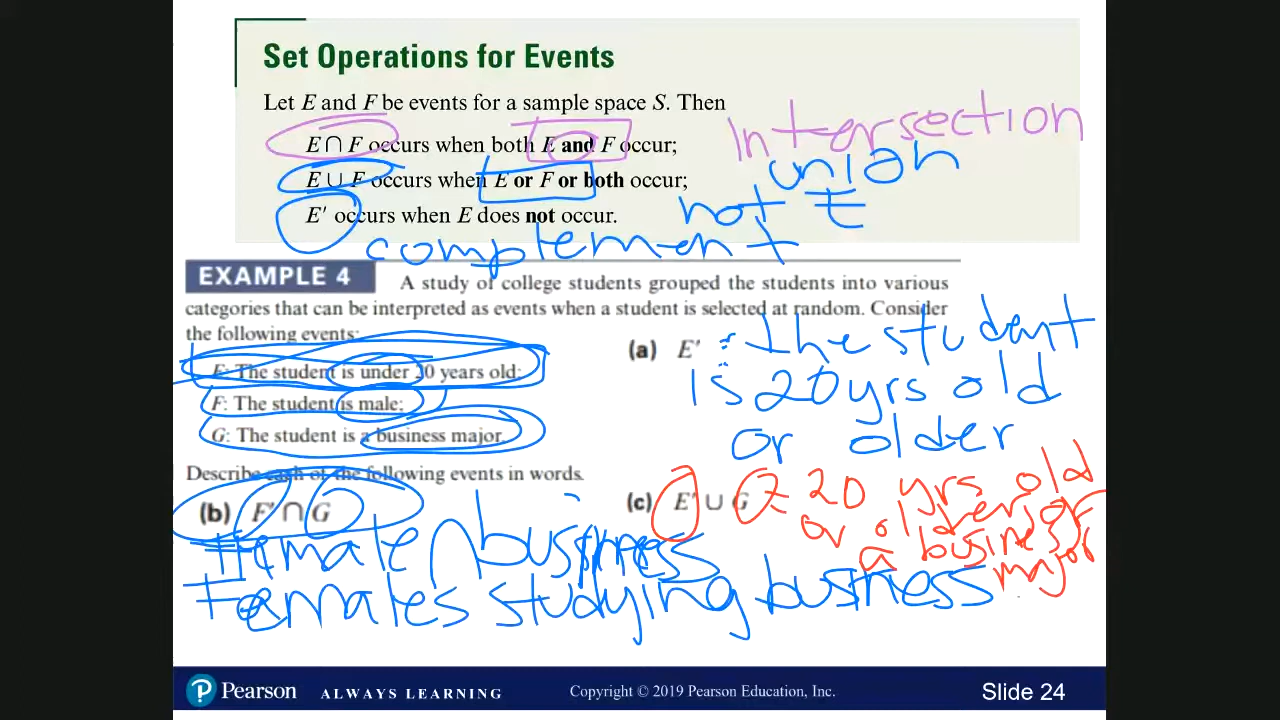 Set Operations for Events
Let E and F be events for a sample space S. Then
E ∩ F occurs when both E and F occur;
Intersection
E ∪ F occurs when E or F or both occur;
union
E′ occurs when E does not occur.
not E
complement
EXAMPLE 4 A study of college students grouped the students into various
categories that can be interpreted as events when a student is selected at random. Consider
the following events:
E: The student is under 20 years old;
F: The student is male;
G: The student is a business major.
(a) E′ : the student
is 20 yrs old
or older
Describe each of the following events in words.
(b) F′ ∩ G
Female ∩ business
Females studying business
(c) E′ ∪ G
20 yrs old
or older or
a business
major
Pearson ALWAYS LEARNING Copyright © 2019 Pearson Education, Inc. Slide 24